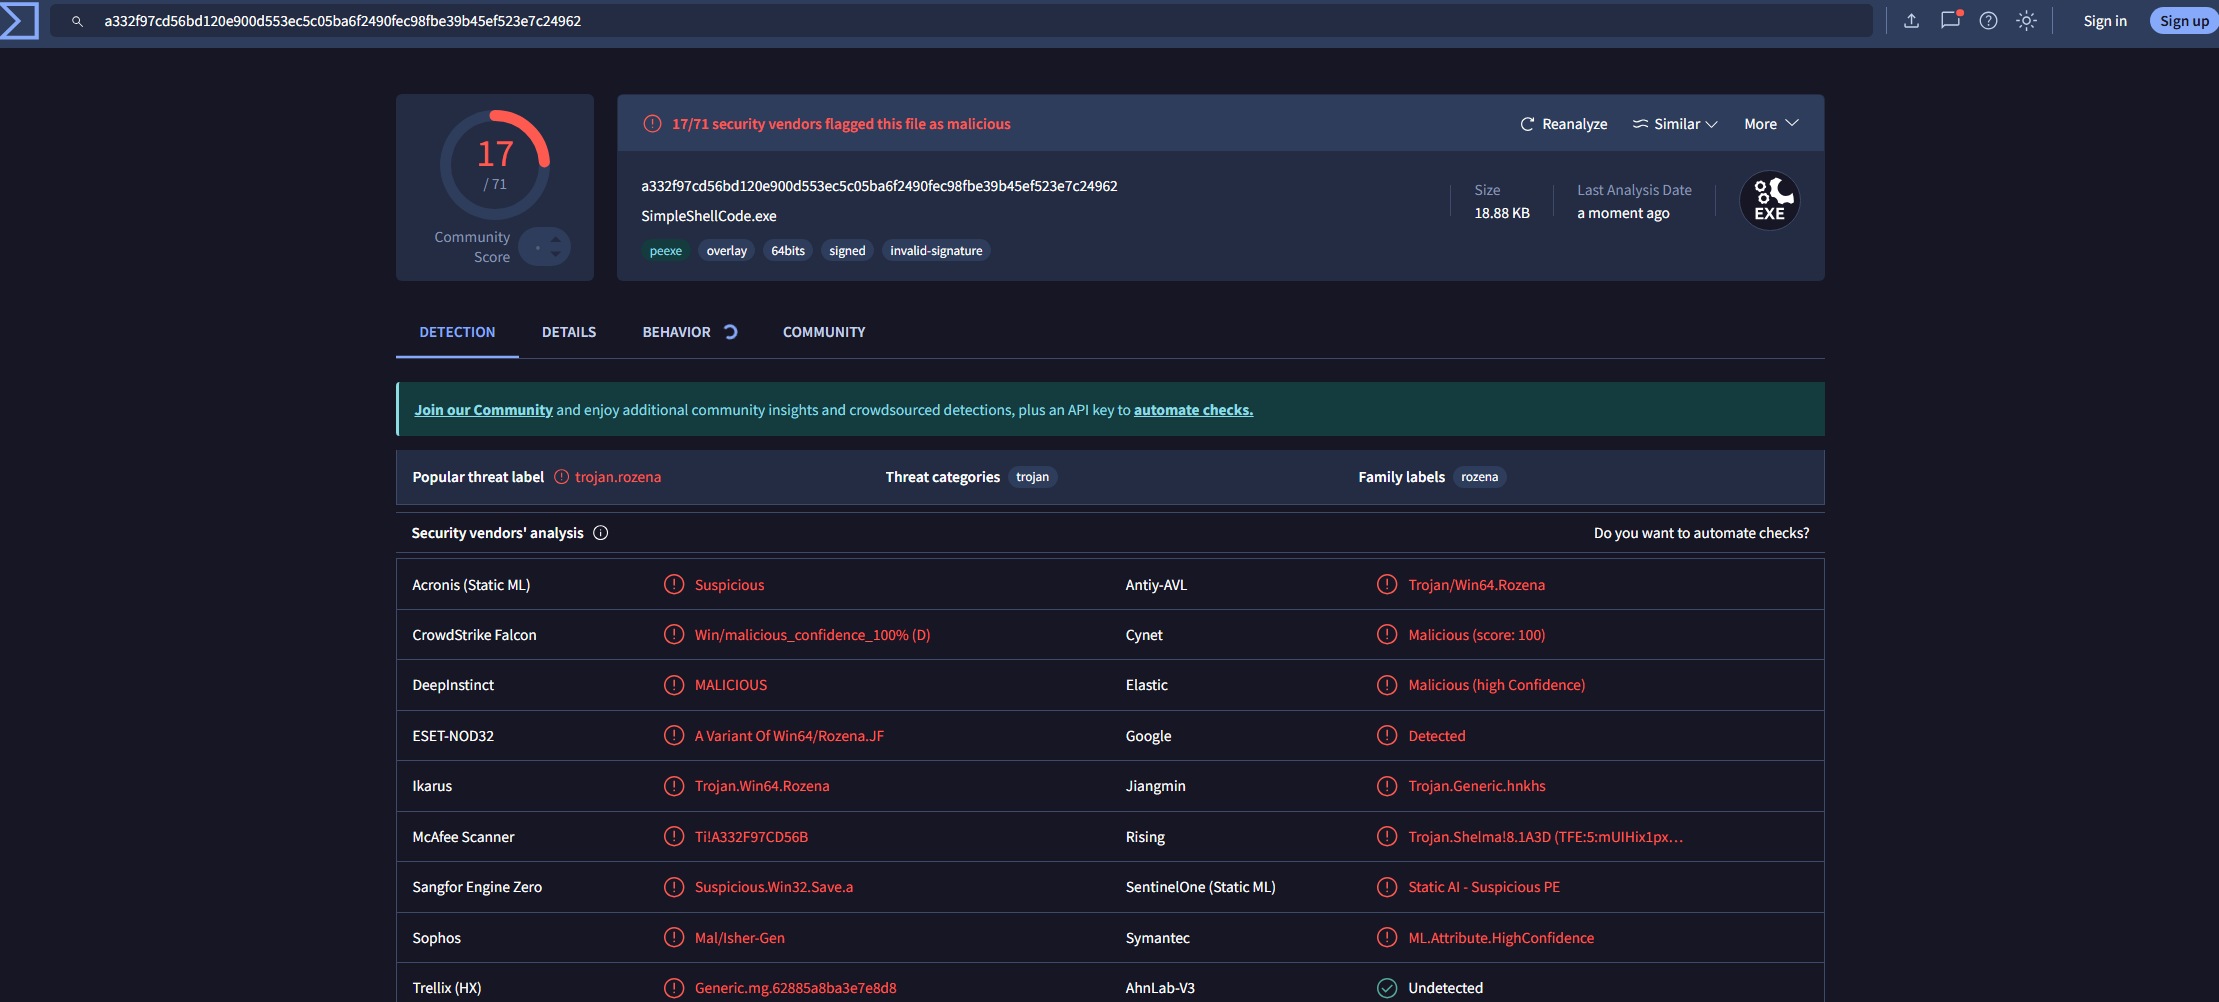 a332f97cd56bd120e900d553ec5c05ba6f2490fec98fbe39b45ef523e7c24962
Sign in
Sign up
17
/ 71
Community
Score
17/71 security vendors flagged this file as malicious
Reanalyze
Similar
More
a332f97cd56bd120e900d553ec5c05ba6f2490fec98fbe39b45ef523e7c24962
SimpleShellCode.exe
peexe
overlay
64bits
signed
invalid-signature
Size
18.88 KB
Last Analysis Date
a moment ago
EXE
DETECTION
DETAILS
BEHAVIOR
COMMUNITY
Join our Community and enjoy additional community insights and crowdsourced detections, plus an API key to automate checks.
Popular threat label
trojan.rozena
Threat categories
trojan
Family labels
rozena
Security vendors' analysis
Do you want to automate checks?
Acronis (Static ML)
Suspicious
Antiy-AVL
Trojan/Win64.Rozena
CrowdStrike Falcon
Win/malicious_confidence_100% (D)
Cynet
Malicious (score: 100)
DeepInstinct
MALICIOUS
Elastic
Malicious (high Confidence)
ESET-NOD32
A Variant Of Win64/Rozena.JF
Google
Detected
Ikarus
Trojan.Win64.Rozena
Jiangmin
Trojan.Generic.hnkhs
McAfee Scanner
Ti!A332F97CD56B
Rising
Trojan.Shelma!8.1A3D (TFE:5:mUIHix1px…
Sangfor Engine Zero
Suspicious.Win32.Save.a
SentinelOne (Static ML)
Static AI - Suspicious PE
Sophos
Mal/Isher-Gen
Symantec
ML.Attribute.HighConfidence
Trellix (HX)
Generic.mg.62885a8ba3e7e8d8
AhnLab-V3
Undetected